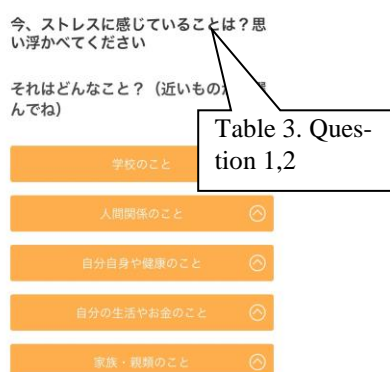 今、ストレスに感じていることは？思
い浮かべてください
それはどんなこと？（近いもの
んでね）
Table 3. Ques-
tion 1,2
学校のこと
人間関係のこと
自分自身や健康のこと
自分の生活やお金のこと
家族・親類のこと